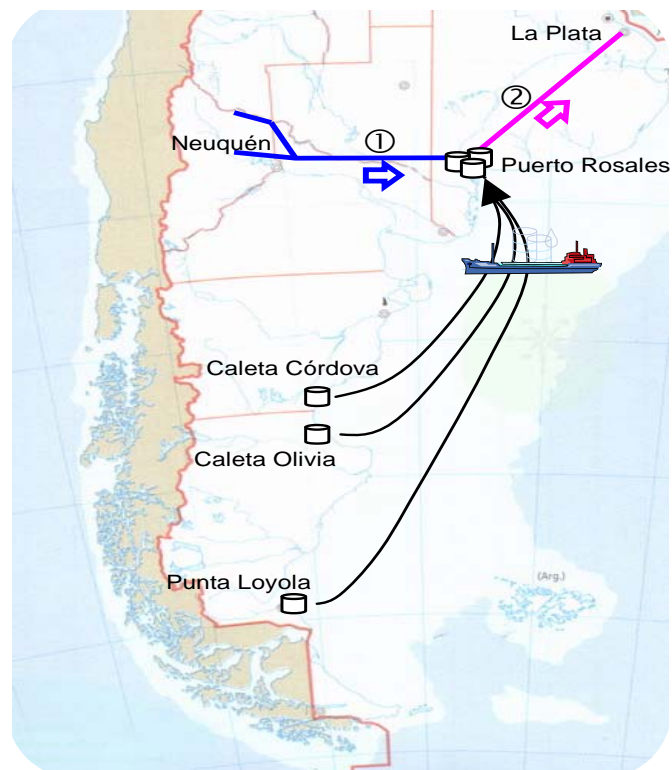 La Plata
②
①
Neuquén
Puerto Rosales
Caleta Córdova
Caleta Olivia
Punta Loyola
(Arg.)